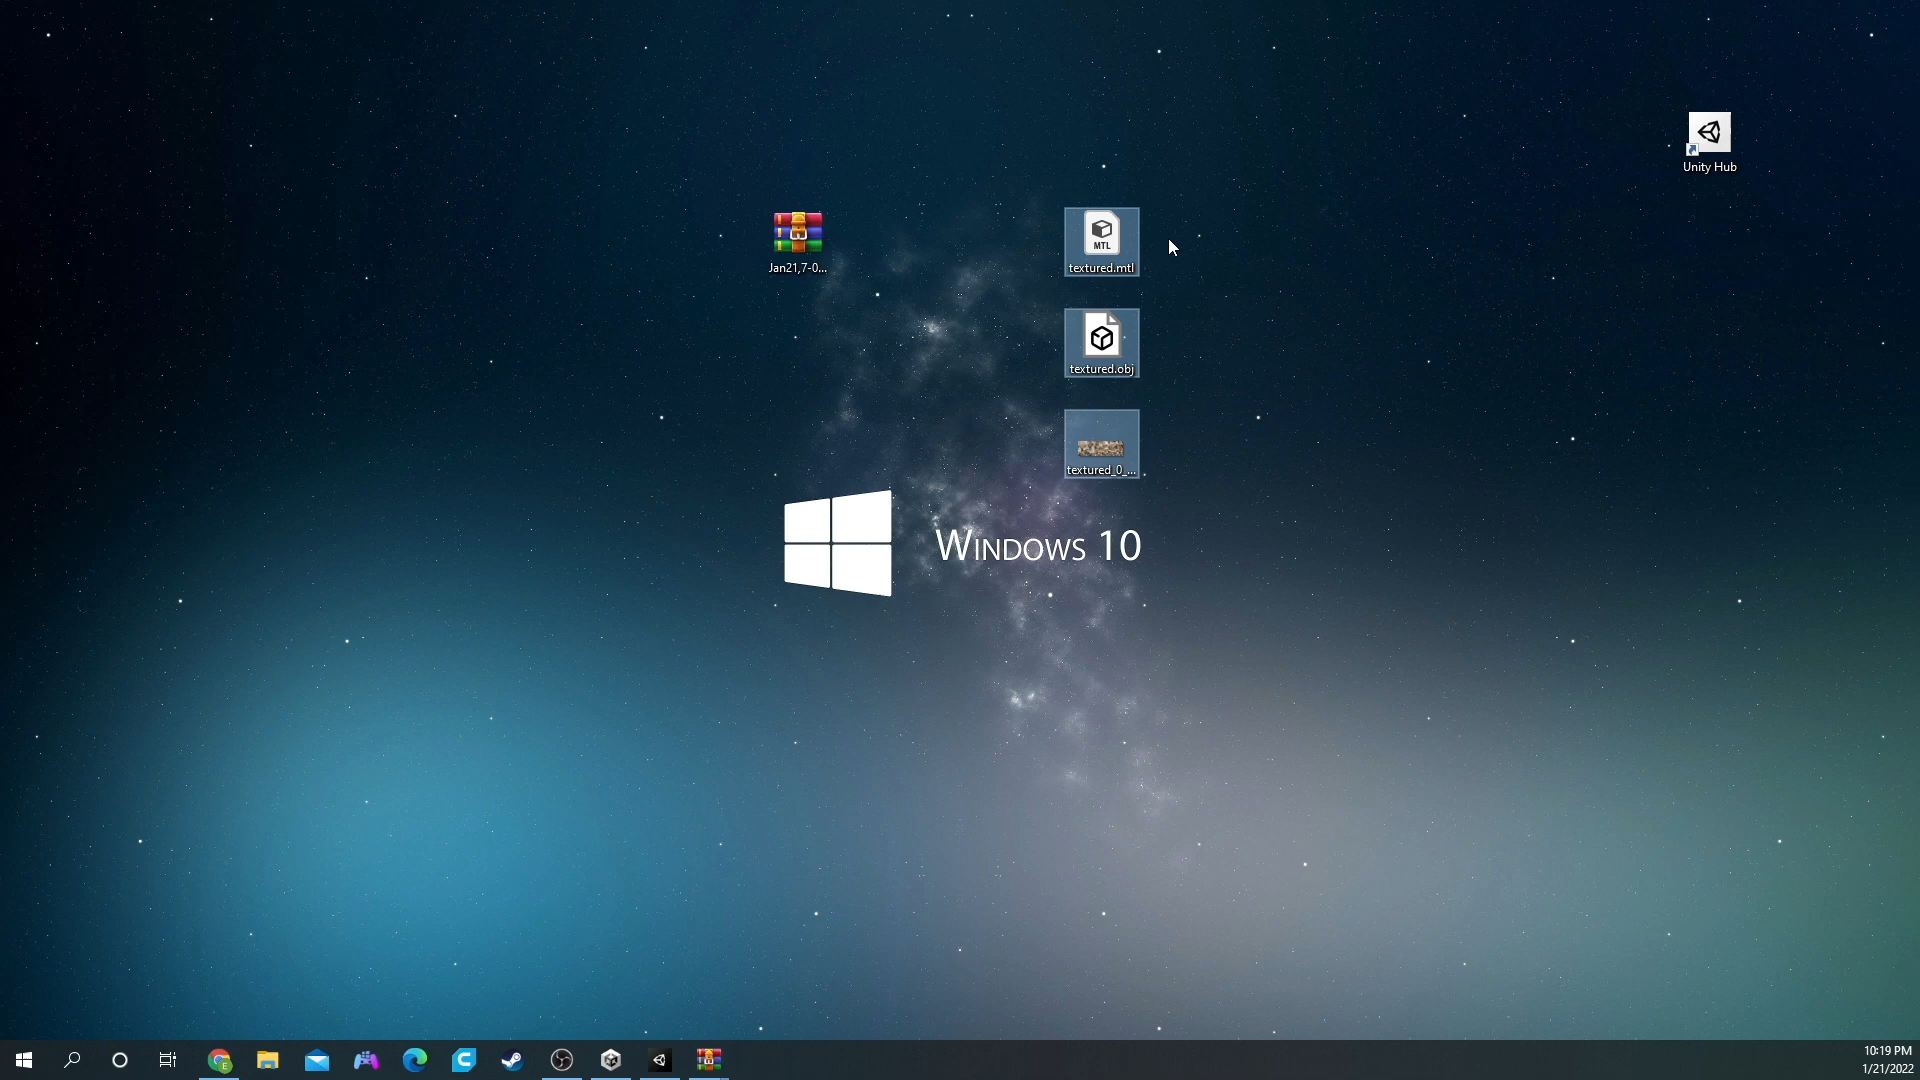 Unity Hub
Jan21,7-0...
MTL
textured.mtl
textured.obj
textured_0_...
Windows 10
10:19 PM
1/21/2022